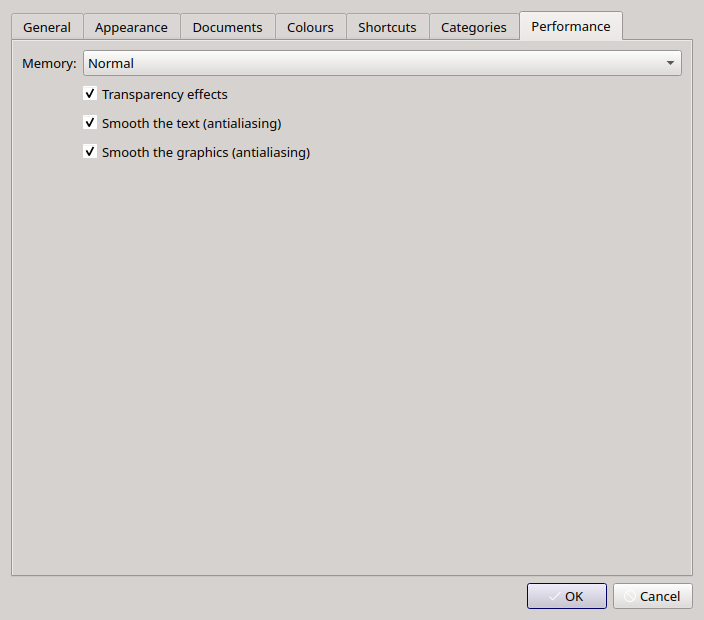 General Appearance Documents Colours Shortcuts Categories Performance
Memory: Normal
Transparency effects
Smooth the text (antialiasing)
Smooth the graphics (antialiasing)
OK Cancel